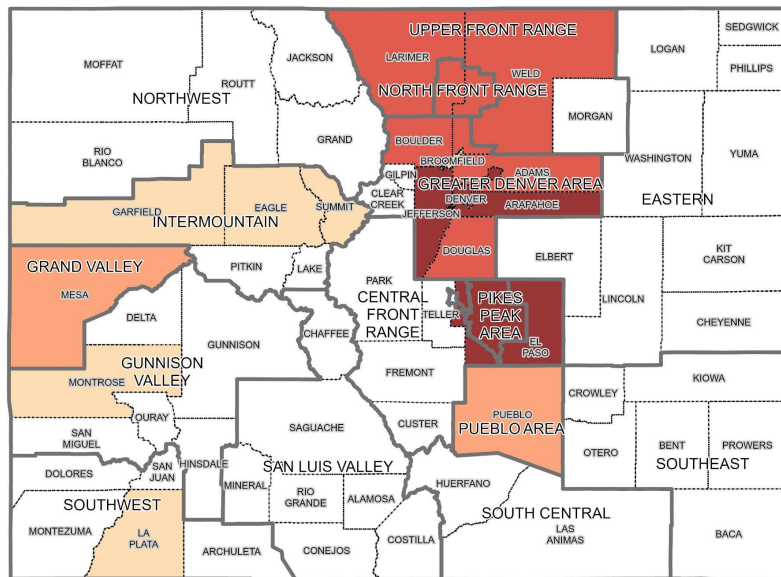 UPPER FRONT RANGE
SEDGWICK
JACKSON
LARIMER
LOGAN
MOFFAT
PHILLIPS
ROUTT
WELD
NORTHWEST
NORTH FRONT RANGE
MORGAN
GRAND
BOULDER
RIO
BLANCO
WASHINGTON
YUMA
BROOMFIELD
GILPIN
ADAMS
GREATER DENVER AREA
CLEAR
CREEK
DENVER
EASTERN
EAGLE
SUMMIT
ARAPAHOE
GARFIELD
JEFFERSON
INTERMOUNTAIN
DOUGLAS
ELBERT
KIT
CARSON
GRAND VALLEY
PITKIN
LAKE
PARK
MESA
CENTRAL
FRONT
RANGE
PIKES
PEAK
AREA
LINCOLN
DELTA
TELLER
CHEYENNE
CHAFFEE
GUNNISON
EL
PASO
GUNNISON
VALLEY
MONTROSE
FREMONT
KIOWA
CROWLEY
OURAY
PUEBLO
CUSTER
PUEBLO AREA
SAN
MIGUEL
SAGUACHE
BENT
PROWERS
OTERO
DOLORES
SAN
JUAN
HINSDALE
SAN LUIS VALLEY
SOUTHEAST
MINERAL
RIO
GRANDE
HUERFANO
ALAMOSA
SOUTHWEST
SOUTH CENTRAL
MONTEZUMA
LA
PLATA
LAS
ANIMAS
BACA
COSTILLA
ARCHULETA
CONEJOS